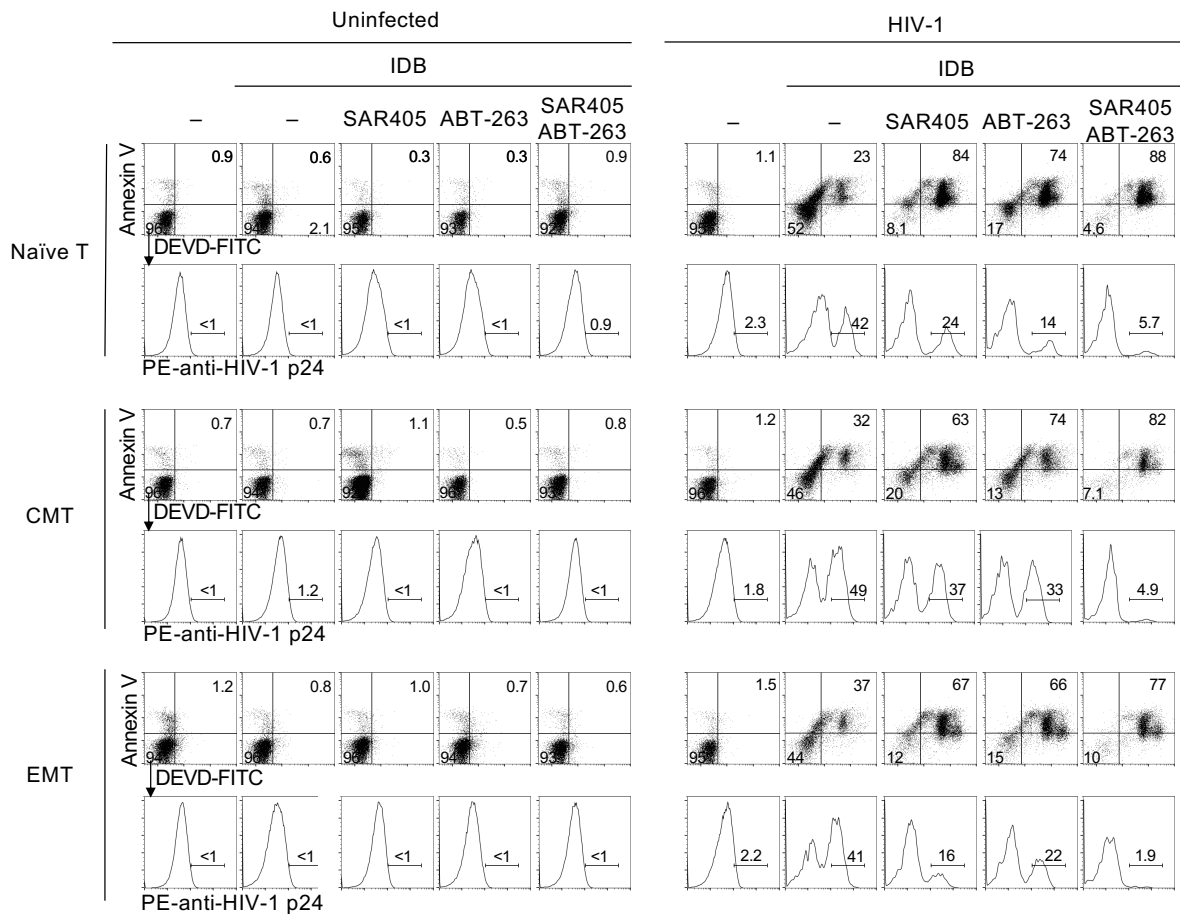 Uninfected HIV-1
IDB IDB
– – SAR405 ABT-263 SAR405 ABT-263 – – SAR405 ABT-263 SAR405 ABT-263
Naïve T
Annexin V
0.9 0.6 0.3 0.3 0.9 1.1 23 84 74 88
96 94 2.1 95 93 92 95 52 8.1 17 4.6
DEVD-FITC
<1 <1 <1 <1 0.9 2.3 42 24 14 5.7
PE-anti-HIV-1 p24
CMT
Annexin V
0.7 0.7 1.1 0.5 0.8 1.2 32 63 74 82
96 94 96 93 96 46 20 13 7.1
DEVD-FITC
<1 1.2 <1 <1 <1 1.8 49 37 33 4.9
PE-anti-HIV-1 p24
EMT
Annexin V
1.2 0.8 1.0 0.7 0.6 1.5 37 67 66 77
94 96 96 94 93 95 44 12 15 10
DEVD-FITC
<1 <1 <1 <1 <1 2.2 41 16 22 1.9
PE-anti-HIV-1 p24